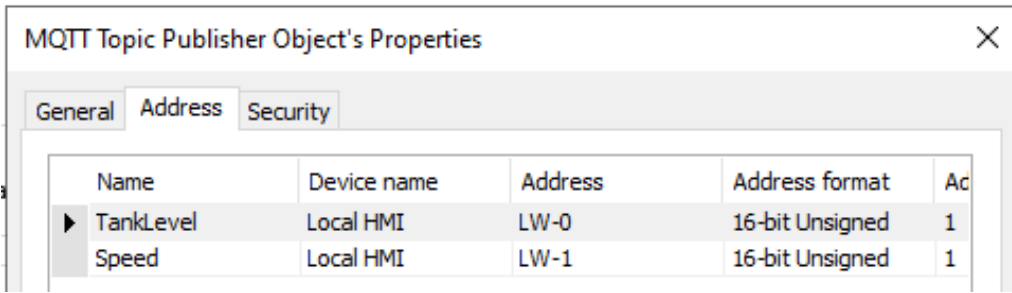 MQTT Topic Publisher Object's Properties
General Address Security
Name Device name Address Address format Ad
TankLevel Local HMI LW-0 16-bit Unsigned 1
Speed Local HMI LW-1 16-bit Unsigned 1